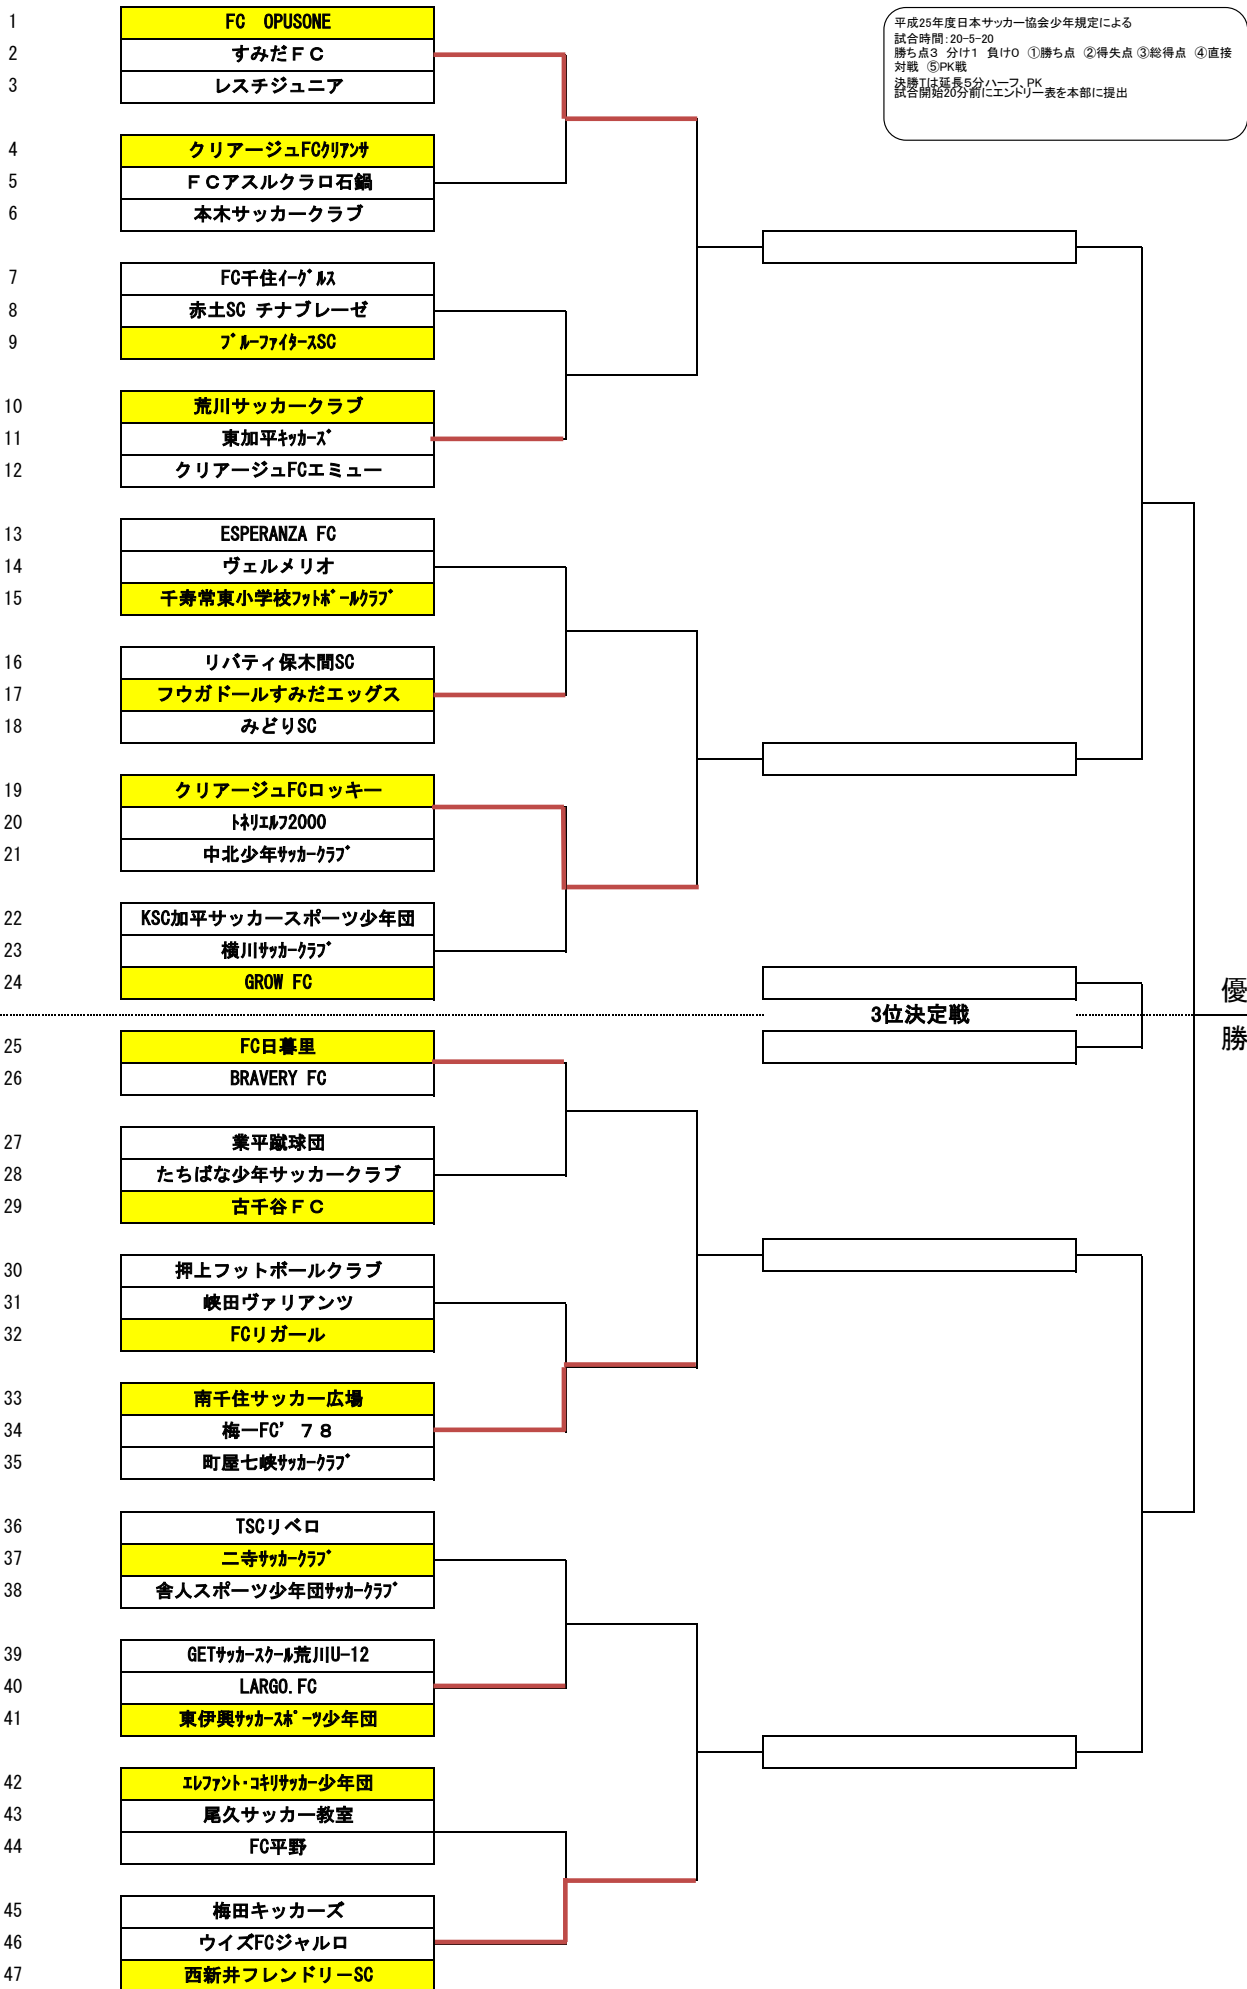 平成25年度日本サッカー協会少年規定による
試合時間:20-5-20
勝ち点3 分け1 負け0 ①勝ち点 ②得失点 ③総得点 ④直接
対戦 ⑤PK戦
決勝Tは延長5分ハーフ、PK
試合開始20分前にエントリー表を本部に提出
1 FC OPUSONE
2 すみだＦＣ
3 レスチジュニア
4 クリアージュFCｸﾘｱﾝｻ
5 ＦＣアスルクラロ石鍋
6 本木サッカークラブ
7 FC千住ｲｰｸﾞﾙｽ
8 赤土SC チナブレーゼ
9 ﾌﾞﾙｰﾌｧｲﾀｰｽSC
10 荒川サッカークラブ
11 東加平ｷｯｶｰｽﾞ
12 クリアージュFCエミュー
13 ESPERANZA FC
14 ヴェルメリオ
15 千寿常東小学校ﾌｯﾄﾎﾞｰﾙｸﾗﾌﾞ
16 リバティ保木間SC
17 フウガドールすみだエッグス
18 みどりSC
19 クリアージュFCロッキー
20 ﾄﾈﾘｴﾙﾌ2000
21 中北少年ｻｯｶｰｸﾗﾌﾞ
22 KSC加平サッカースポーツ少年団
23 横川ｻｯｶｰｸﾗﾌﾞ
24 GROW FC
3位決定戦
優
勝
25 FC日暮里
26 BRAVERY FC
27 業平蹴球団
28 たちばな少年サッカークラブ
29 古千谷ＦＣ
30 押上フットボールクラブ
31 峡田ヴァリアンツ
32 FCリガール
33 南千住サッカー広場
34 梅一FC’７８
35 町屋七峡ｻｯｶｰｸﾗﾌﾞ
36 TSCリベロ
37 二寺ｻｯｶｰｸﾗﾌﾞ
38 舎人スポーツ少年団ｻｯｶｰｸﾗﾌﾞ
39 GETｻｯｶｰｽｸｰﾙ荒川U-12
40 LARGO.FC
41 東伊興ｻｯｶｰｽﾎﾟｰﾂ少年団
42 ｴﾚﾌｧﾝﾄ・ｺｷﾘｻｯｶｰ少年団
43 尾久サッカー教室
44 FC平野
45 梅田キッカーズ
46 ウイズFCジャルロ
47 西新井フレンドリーSC